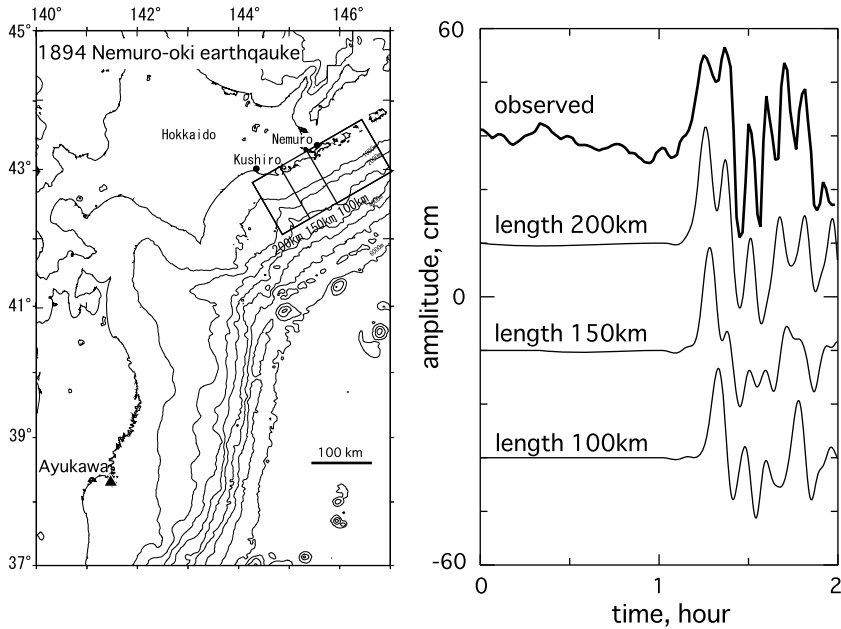 140° 142° 144° 146°
45°
1894 Nemuro-oki earthqauke
Hokkaido
Nemuro
Kushiro
43°
200km 150km 100km
41°
39°
100 km
Ayukawa
37°
60
observed
length 200km
0
length 150km
length 100km
-60
0 1 2
amplitude, cm
time, hour